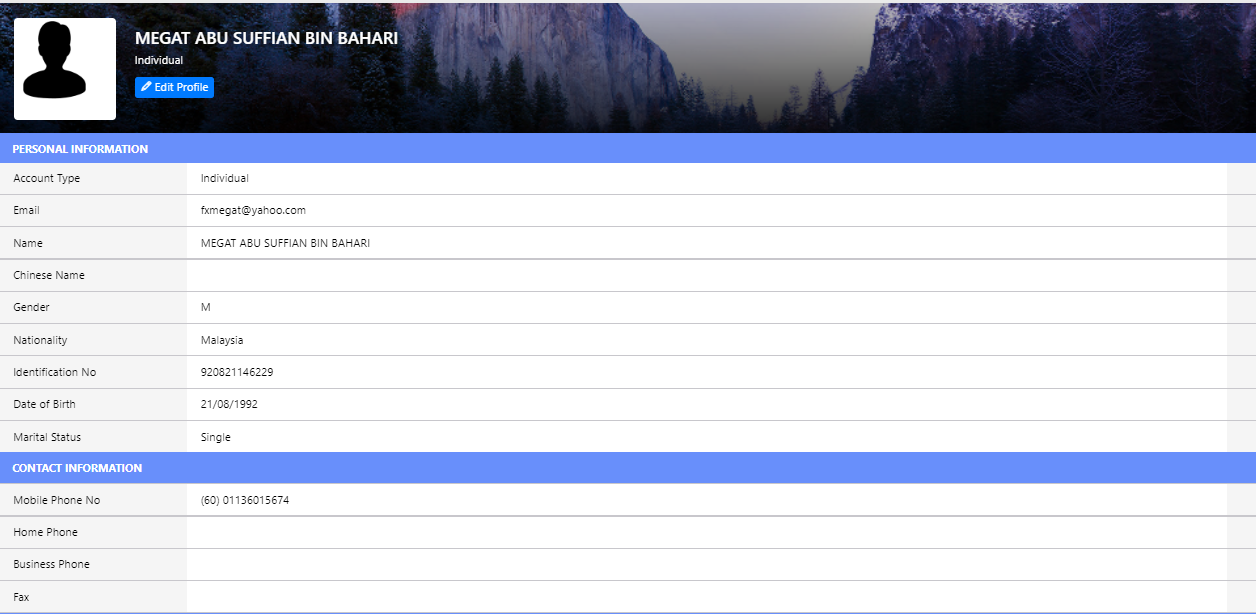 MEGAT ABU SUFFIAN BIN BAHARI
Individual
Edit Profile
PERSONAL INFORMATION
Account Type Individual
Email fxmegat@yahoo.com
Name MEGAT ABU SUFFIAN BIN BAHARI
Chinese Name
Gender M
Nationality Malaysia
Identification No 920821146229
Date of Birth 21/08/1992
Marital Status Single
CONTACT INFORMATION
Mobile Phone No (60) 01136015674
Home Phone
Business Phone
Fax